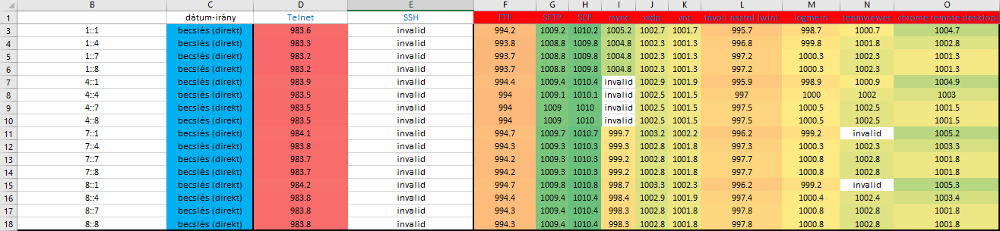 B C D E F G H I J K L M N O
1 dátum-irány Telnet SSH FTP SFTP SCP rsync xrdp vnc távoli asztal (win) logmein teamviewer chrome remote desktop
3 1::1 becslés (direkt) 983.6 invalid 994.2 1009.2 1010.2 1005.2 1002.7 1001.7 995.7 998.7 1000.7 1004.7
4 1::4 becslés (direkt) 983.3 invalid 993.8 1008.8 1009.8 1004.8 1002.3 1001.3 996.8 999.8 1001.8 1002.8
5 1::7 becslés (direkt) 983.2 invalid 993.7 1008.8 1009.8 1004.8 1002.3 1001.3 997.2 1000.3 1002.3 1001.3
6 1::8 becslés (direkt) 983.2 invalid 993.7 1008.8 1009.8 1004.8 1002.3 1001.3 997.2 1000.3 1002.3 1001.3
7 4::1 becslés (direkt) 983.9 invalid 994.4 1009.4 1010.4 invalid 1002.9 1001.9 995.9 998.9 1000.9 1004.9
8 4::4 becslés (direkt) 983.5 invalid 994 1009.1 1010.1 invalid 1002.5 1001.5 997 1000 1002 1003
9 4::7 becslés (direkt) 983.5 invalid 994 1009 1010 invalid 1002.5 1001.5 997.5 1000.5 1002.5 1001.5
10 4::8 becslés (direkt) 983.5 invalid 994 1009 1010 invalid 1002.5 1001.5 997.5 1000.5 1002.5 1001.5
11 7::1 becslés (direkt) 984.1 invalid 994.7 1009.7 1010.7 999.7 1003.2 1002.2 996.2 999.2 invalid 1005.2
12 7::4 becslés (direkt) 983.8 invalid 994.3 1009.3 1010.3 999.3 1002.8 1001.8 997.3 1000.3 1002.3 1003.3
13 7::7 becslés (direkt) 983.7 invalid 994.2 1009.3 1010.3 999.2 1002.8 1001.8 997.7 1000.8 1002.8 1001.8
14 7::8 becslés (direkt) 983.7 invalid 994.2 1009.3 1010.3 999.2 1002.8 1001.8 997.7 1000.8 1002.8 1001.8
15 8::1 becslés (direkt) 984.2 invalid 994.7 1009.8 1010.8 998.7 1003.3 1002.3 996.2 999.2 invalid 1005.3
16 8::4 becslés (direkt) 983.8 invalid 994.4 1009.4 1010.4 998.4 1002.9 1001.9 997.4 1000.4 1002.4 1003.4
17 8::7 becslés (direkt) 983.8 invalid 994.3 1009.4 1010.4 998.3 1002.8 1001.8 997.8 1000.8 1002.8 1001.8
18 8::8 becslés (direkt) 983.8 invalid 994.3 1009.4 1010.4 998.3 1002.8 1001.8 997.8 1000.8 1002.8 1001.8